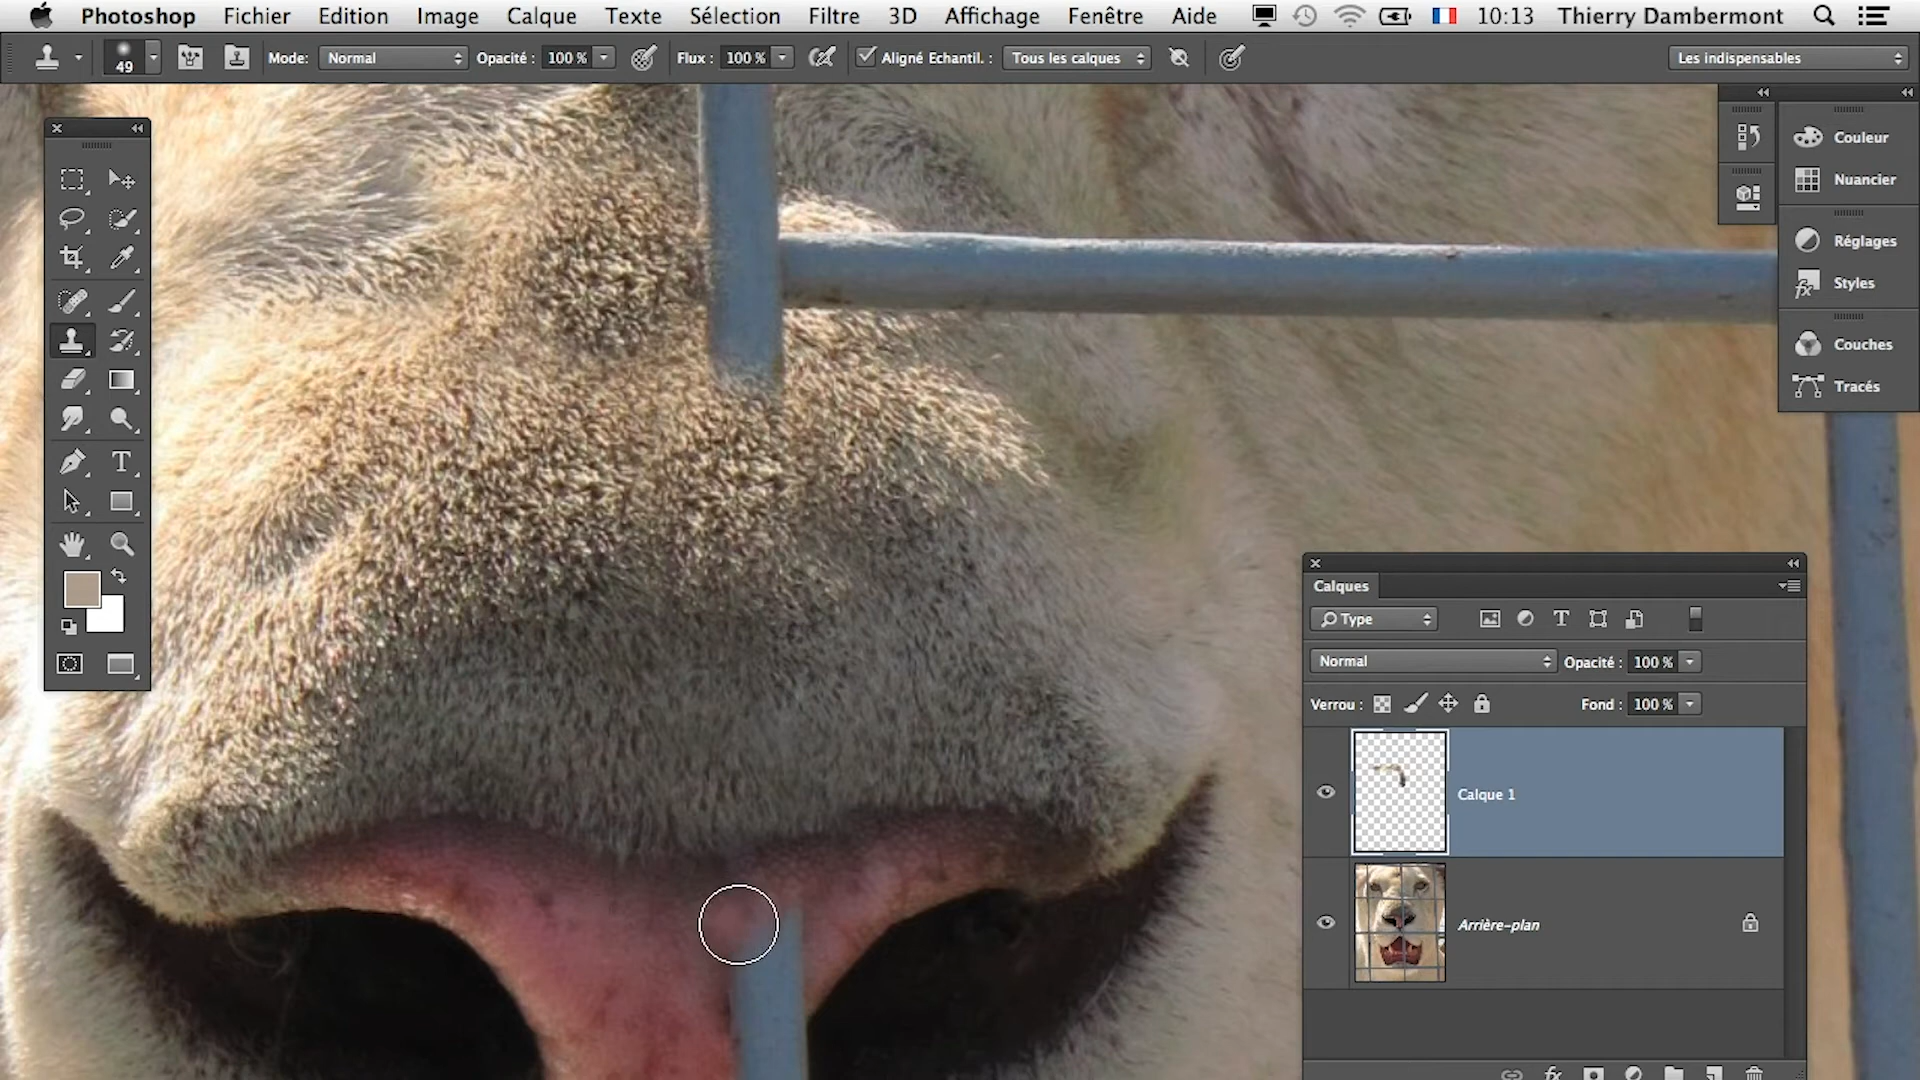 Photoshop Fichier Edition Image Calque Texte Sélection Filtre 3D Affichage Fenêtre Aide 10:13 Thierry Dambermont
49 Mode: Normal Opacité : 100 % Flux : 100 % Aligné Echantil. : Tous les calques Les indispensables
Couleur
Nuancier
Réglages
Styles
Couches
Tracés
Calques
Type
Normal Opacité : 100 %
Verrou : Fond : 100 %
Calque 1
Arrière-plan